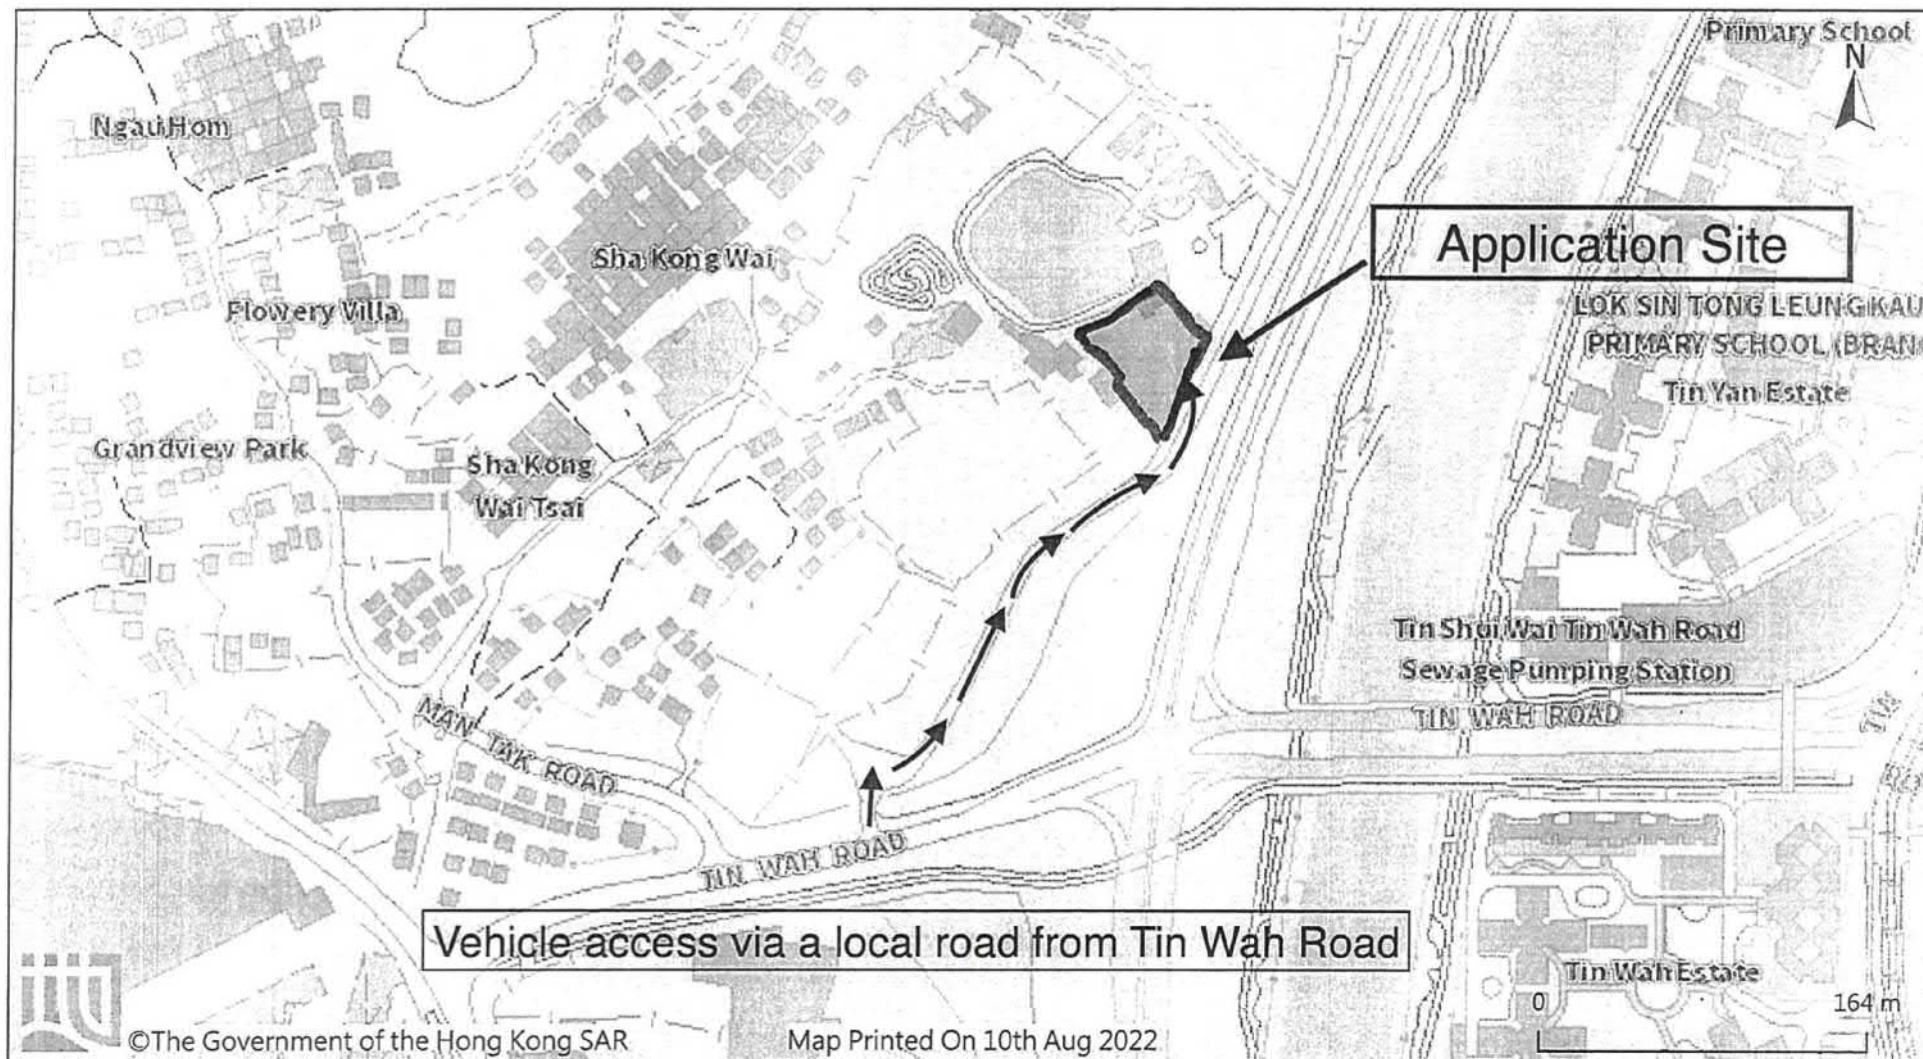 Primary School
N
Ngau Hom
Application Site
Sha Kong Wai
Flowery Villa
LOK SIN TONG LEUNG KAU
PRIMARY SCHOOL (BRANC
Tin Yan Estate
Grandview Park
Sha Kong
Wai Tsai
Tin Shui Wai Tin Wah Road
Sewage Pumping Station
MAN TAK ROAD
TIN WAH ROAD
TIN
TIN WAH ROAD
Vehicle access via a local road from Tin Wah Road
Tin Wah Estate
0 164 m
©The Government of the Hong Kong SAR
Map Printed On 10th Aug 2022